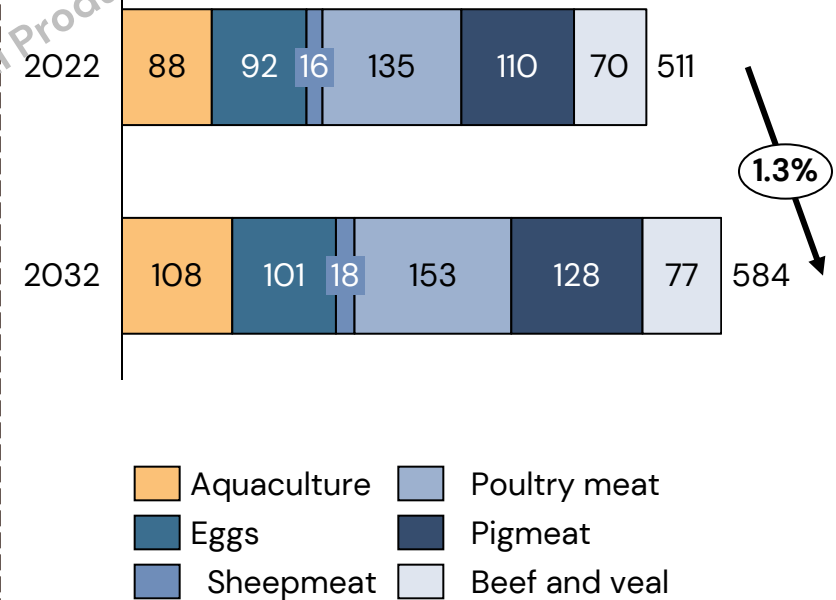 2022 88 92 16 135 110 70 511
1.3%
2032 108 101 18 153 128 77 584
Aquaculture Poultry meat
Eggs Pigmeat
Sheepmeat Beef and veal